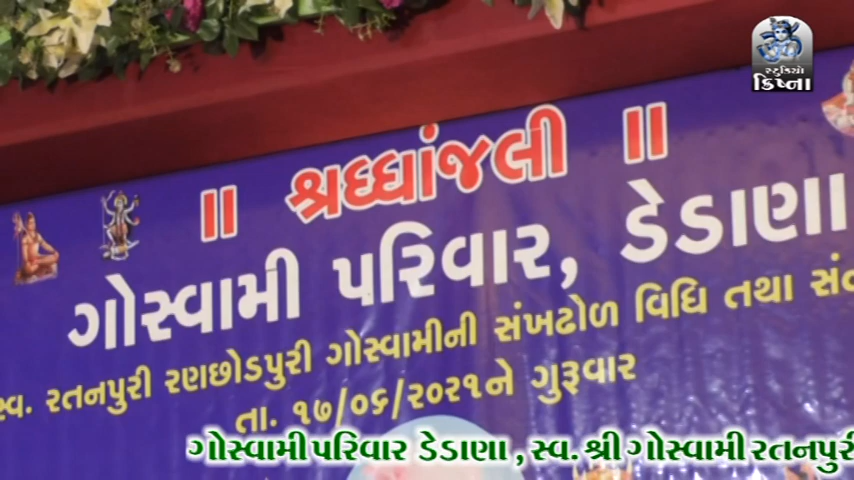 સ્ટુડિયો
ક્રિષ્ના
॥ શ્રધ્ધાંજલી ॥
ગોસ્વામી પરિવાર, ડેડાણા
સ્વ. રતનપુરી રણછોડપુરી ગોસ્વામીની સંખઢોળ વિધિ તથા
તા. ૧૭/૦૬/૨૦૨૧ને ગુરૂવાર
ગોસ્વામી પરિવાર ડેડાણા , સ્વ. શ્રી ગોસ્વામી રતનપુરી